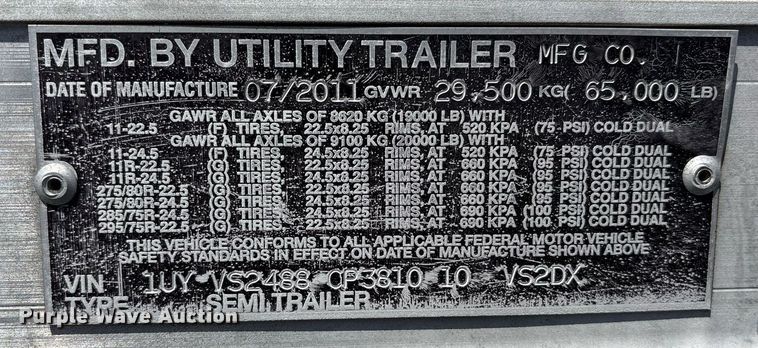 MFD. BY UTILITY TRAILER MFG CO.
DATE OF MANUFACTURE 07/2011 GVWR 29,500 KG( 65,000 LB)
GAWR ALL AXLES OF 8620 KG (19000 LB) WITH
11-22.5 (F) TIRES, 22.5x8.25 RIMS, AT 520 KPA (75 PSI) COLD DUAL
GAWR ALL AXLES OF 9100 KG (20000 LB) WITH
11-24.5 (F) TIRES, 24.5x8.25 RIMS, AT 520 KPA (75 PSI) COLD DUAL
11R-24.5 (F) TIRES, 24.5x8.25 RIMS, AT 660 KPA (95 PSI) COLD DUAL
11R-22.5 (G) TIRES, 22.5x8.25 RIMS, AT 660 KPA (95 PSI) COLD DUAL
275/80R-22.5 (G) TIRES, 22.5x8.25 RIMS, AT 660 KPA (95 PSI) COLD DUAL
275/80R-24.5 (G) TIRES, 24.5x8.25 RIMS, AT 660 KPA (95 PSI) COLD DUAL
285/75R-24.5 (G) TIRES, 24.5x8.25 RIMS, AT 690 KPA (100 PSI) COLD DUAL
295/75R-22.5 (G) TIRES, 22.5x8.25 RIMS, AT 690 KPA (100 PSI) COLD DUAL
THIS VEHICLE CONFORMS TO ALL APPLICABLE FEDERAL MOTOR VEHICLE
SAFETY STANDARDS IN EFFECT ON DATE OF MANUFACTURE SHOWN ABOVE
VIN 1UY VS2488 CP3810 10 VS2DX
TYPE SEMI TRAILER
Purple Wave Auction